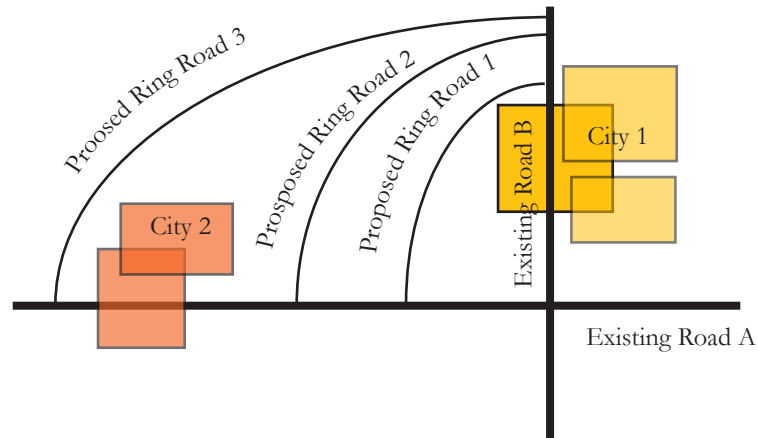 Proosed Ring Road 3
Prosposed Ring Road 2
Proposed Ring Road 1
Existing Road B
City 1
City 2
Existing Road A